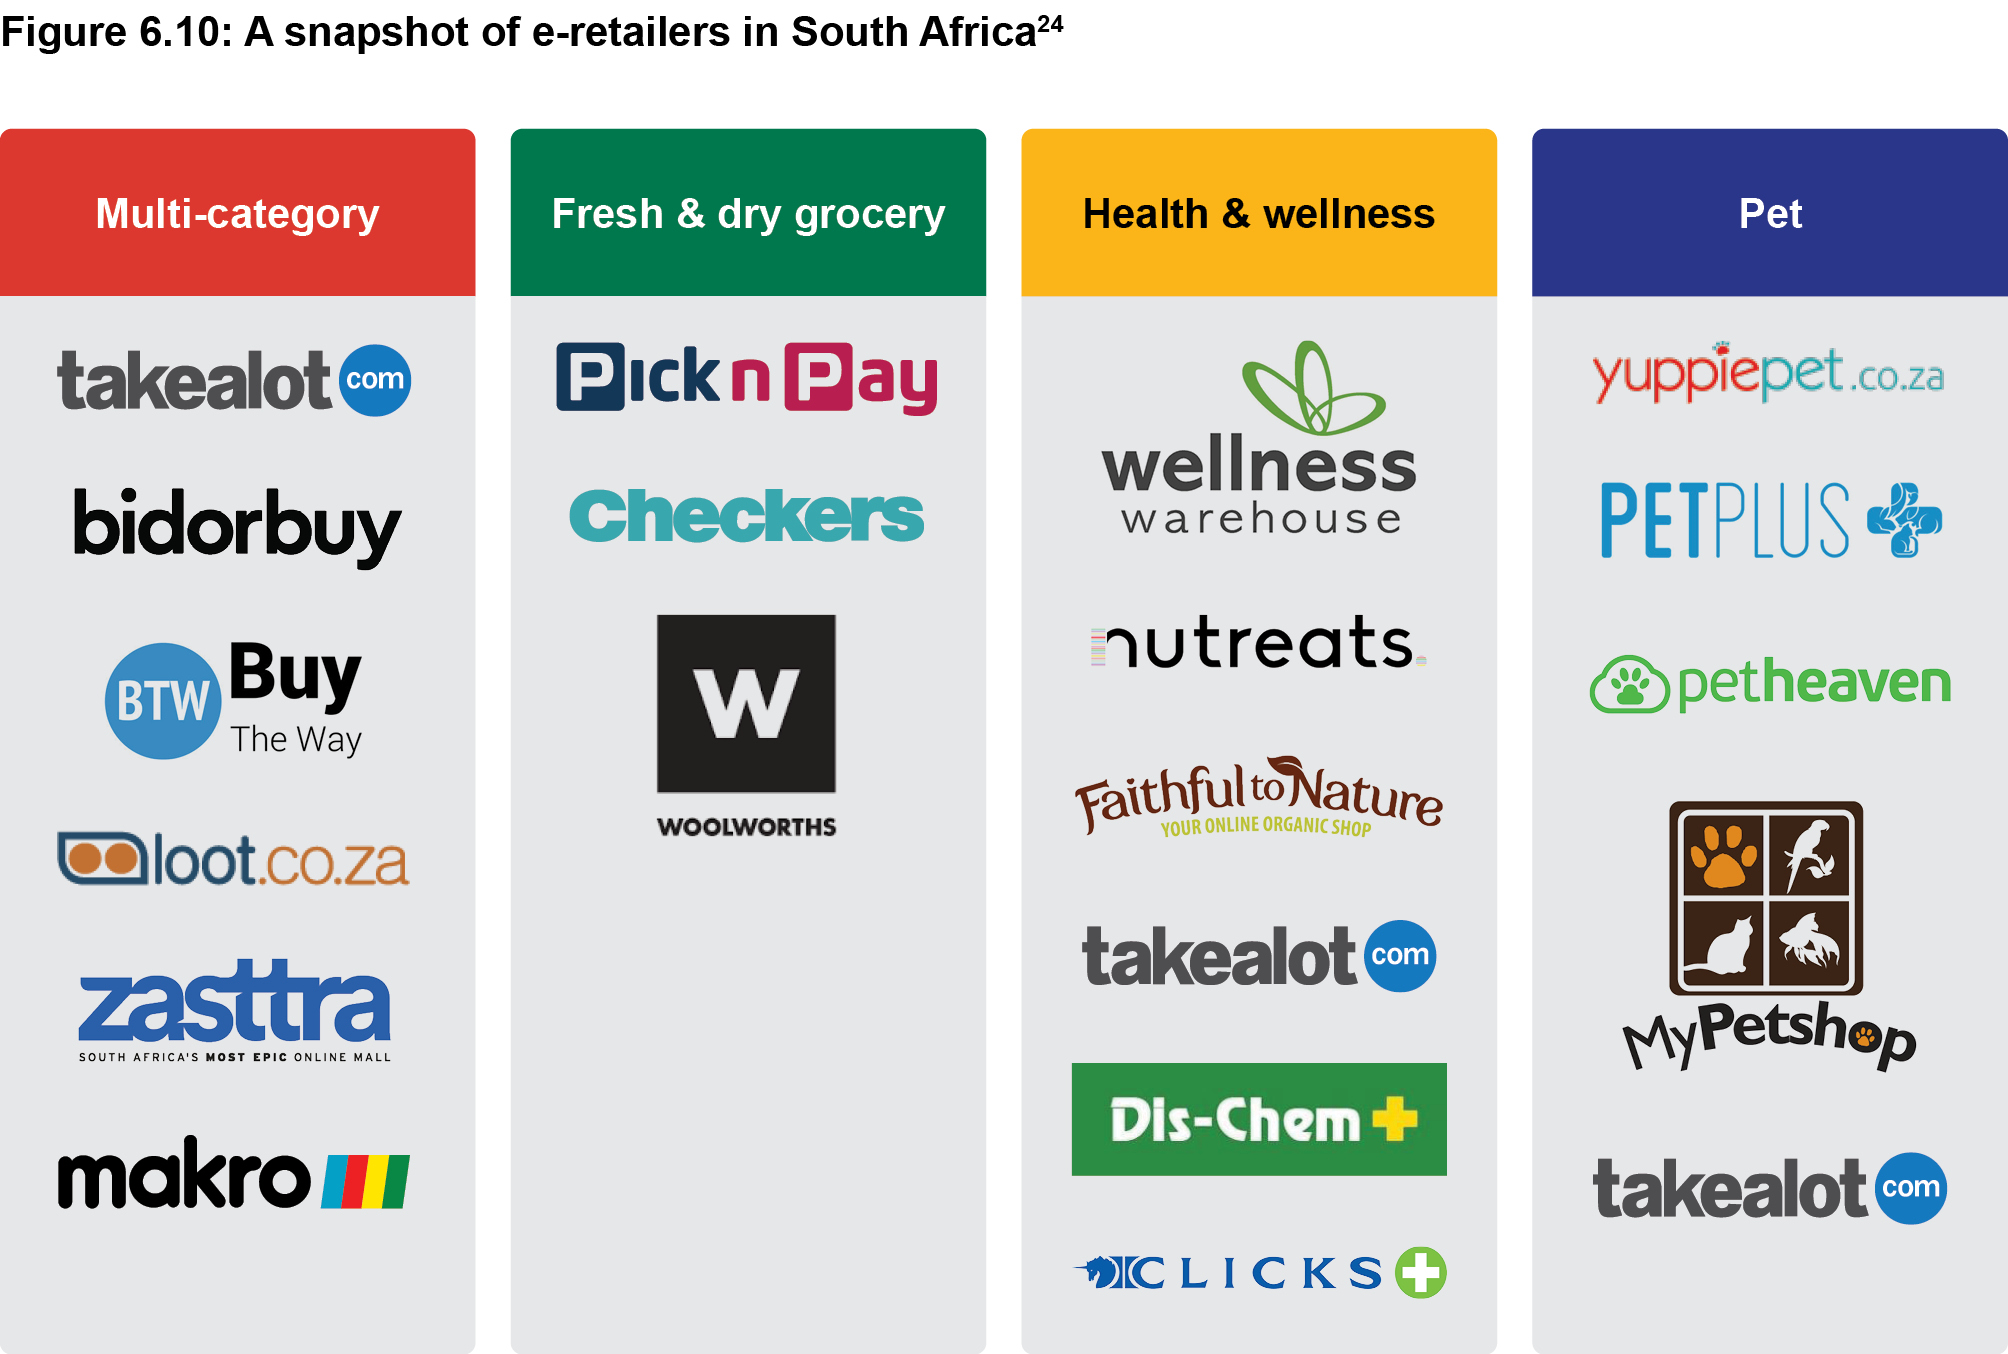 Figure 6.10: A snapshot of e-retailers in South Africa24
Multi-category
takealot com
bidorbuy
BTW Buy
The Way
loot.co.za
zasttra
SOUTH AFRICA'S MOST EPIC ONLINE MALL
makro
Fresh & dry grocery
Pick n Pay
Checkers
W
WOOLWORTHS
Health & wellness
wellness
warehouse
nutreats.
Faithful to Nature
YOUR ONLINE ORGANIC SHOP
takealot com
Dis-Chem
CLICKS
Pet
yuppiepet.co.za
PETPLUS
petheaven
MyPetshop
takealot com